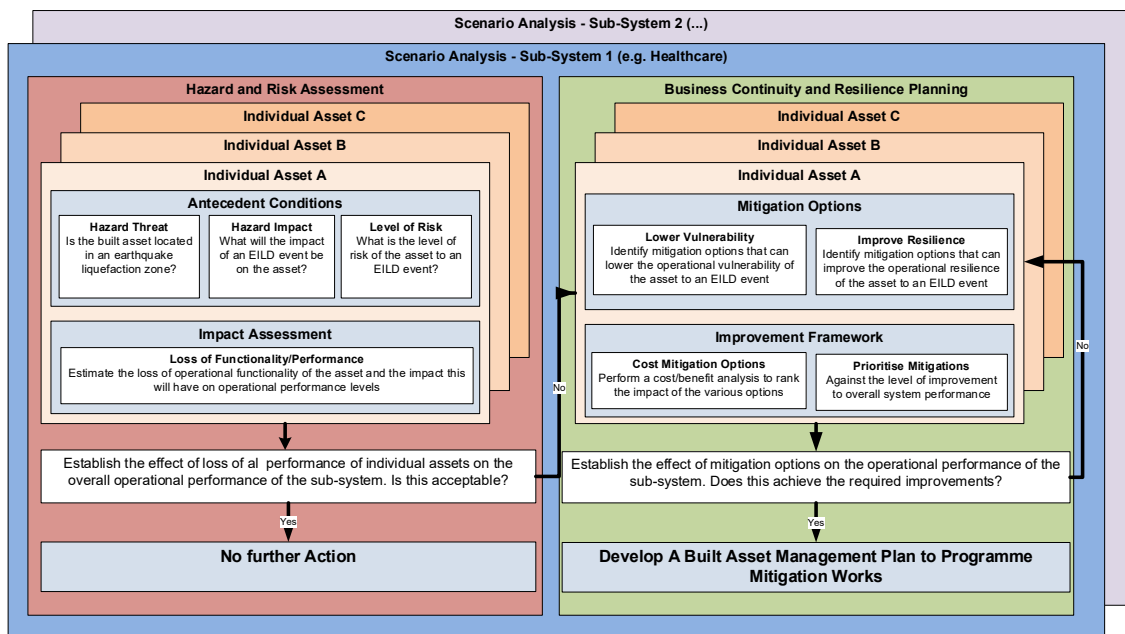 Scenario Analysis - Sub-System 2 (...)
Scenario Analysis - Sub-System 1 (e.g. Healthcare)
Hazard and Risk Assessment
Individual Asset C
Individual Asset B
Individual Asset A
Antecedent Conditions
Hazard Threat
Is the built asset located
in an earthquake
liquefaction zone?
Hazard Impact
What will the impact
of an EILD event be
on the asset?
Level of Risk
What is the level of
risk of the asset to
an EILD event?
Impact Assessment
Loss of Functionality/Performance
Estimate the loss of operational functionality of the asset and the impact this
will have on operational performance levels
Establish the effect of loss of al  performance of individual assets on the
overall operational performance of the sub-system. Is this acceptable?
No
Yes
No further Action
Business Continuity and Resilience Planning
Individual Asset C
Individual Asset B
Individual Asset A
Mitigation Options
Lower Vulnerability
Identify mitigation options that can
lower the operational vulnerability of
the asset to an EILD event
Improve Resilience
Identify mitigation options that can
improve the operational resilience
of the asset to an EILD event
Improvement Framework
Cost Mitigation Options
Perform a cost/benefit analysis to rank
the impact of the various options
Prioritise Mitigations
Against the level of improvement
to overall system performance
No
Establish the effect of mitigation options on the operational performance of the
sub-system. Does this achieve the required improvements?
Yes
Develop A Built Asset Management Plan to Programme
Mitigation Works